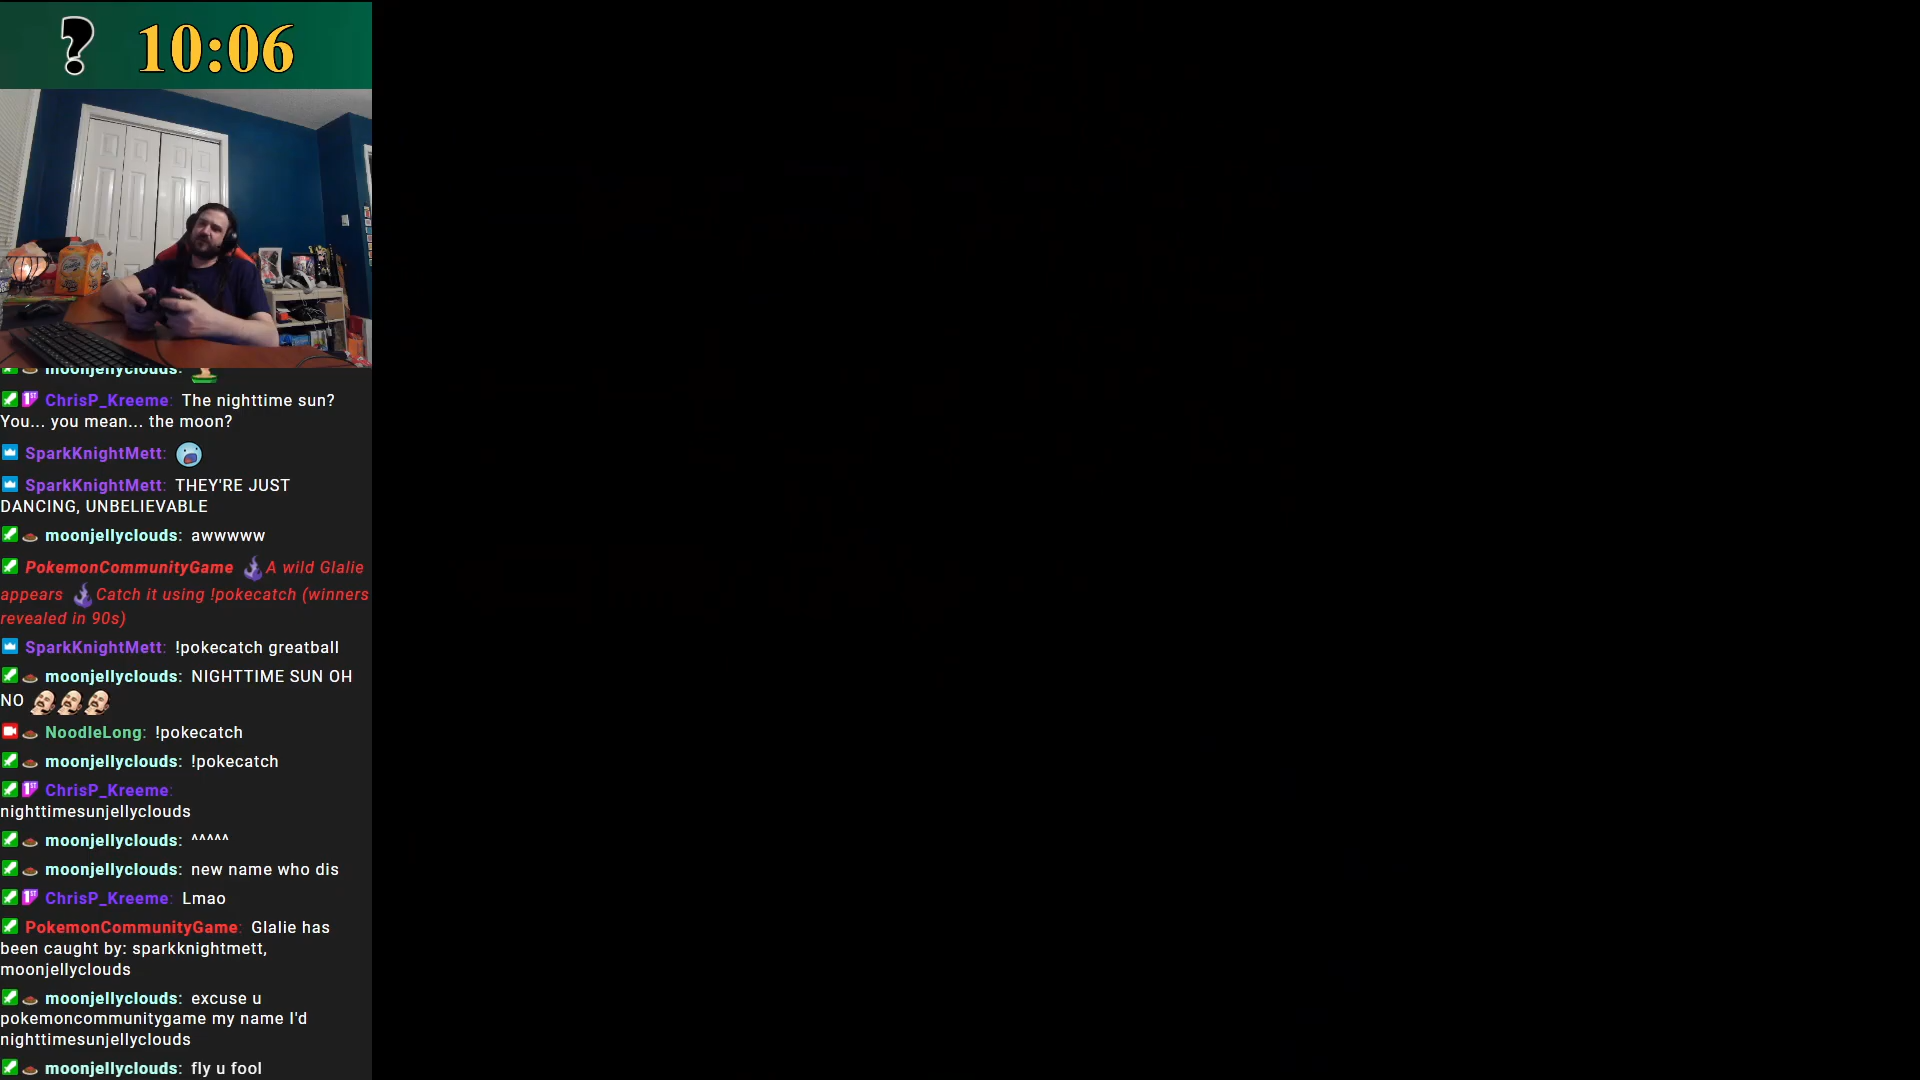 ? 10:06
moonjellyclouds:
ChrisP_Kreeme: The nighttime sun?
You... you mean... the moon?
SparkKnightMett:
SparkKnightMett: THEY'RE JUST
DANCING, UNBELIEVABLE
moonjellyclouds: awwwww
PokemonCommunityGame A wild Glalie
appears Catch it using !pokecatch (winners
revealed in 90s)
SparkKnightMett: !pokecatch greatball
moonjellyclouds: NIGHTTIME SUN OH
NO
NoodleLong: !pokecatch
moonjellyclouds: !pokecatch
ChrisP_Kreeme:
nighttimesunjellyclouds
moonjellyclouds: ^^^^^
moonjellyclouds: new name who dis
ChrisP_Kreeme: Lmao
PokemonCommunityGame: Glalie has
been caught by: sparkknightmett,
moonjellyclouds
moonjellyclouds: excuse u
pokemoncommunitygame my name I'd
nighttimesunjellyclouds
moonjellyclouds: fly u fool